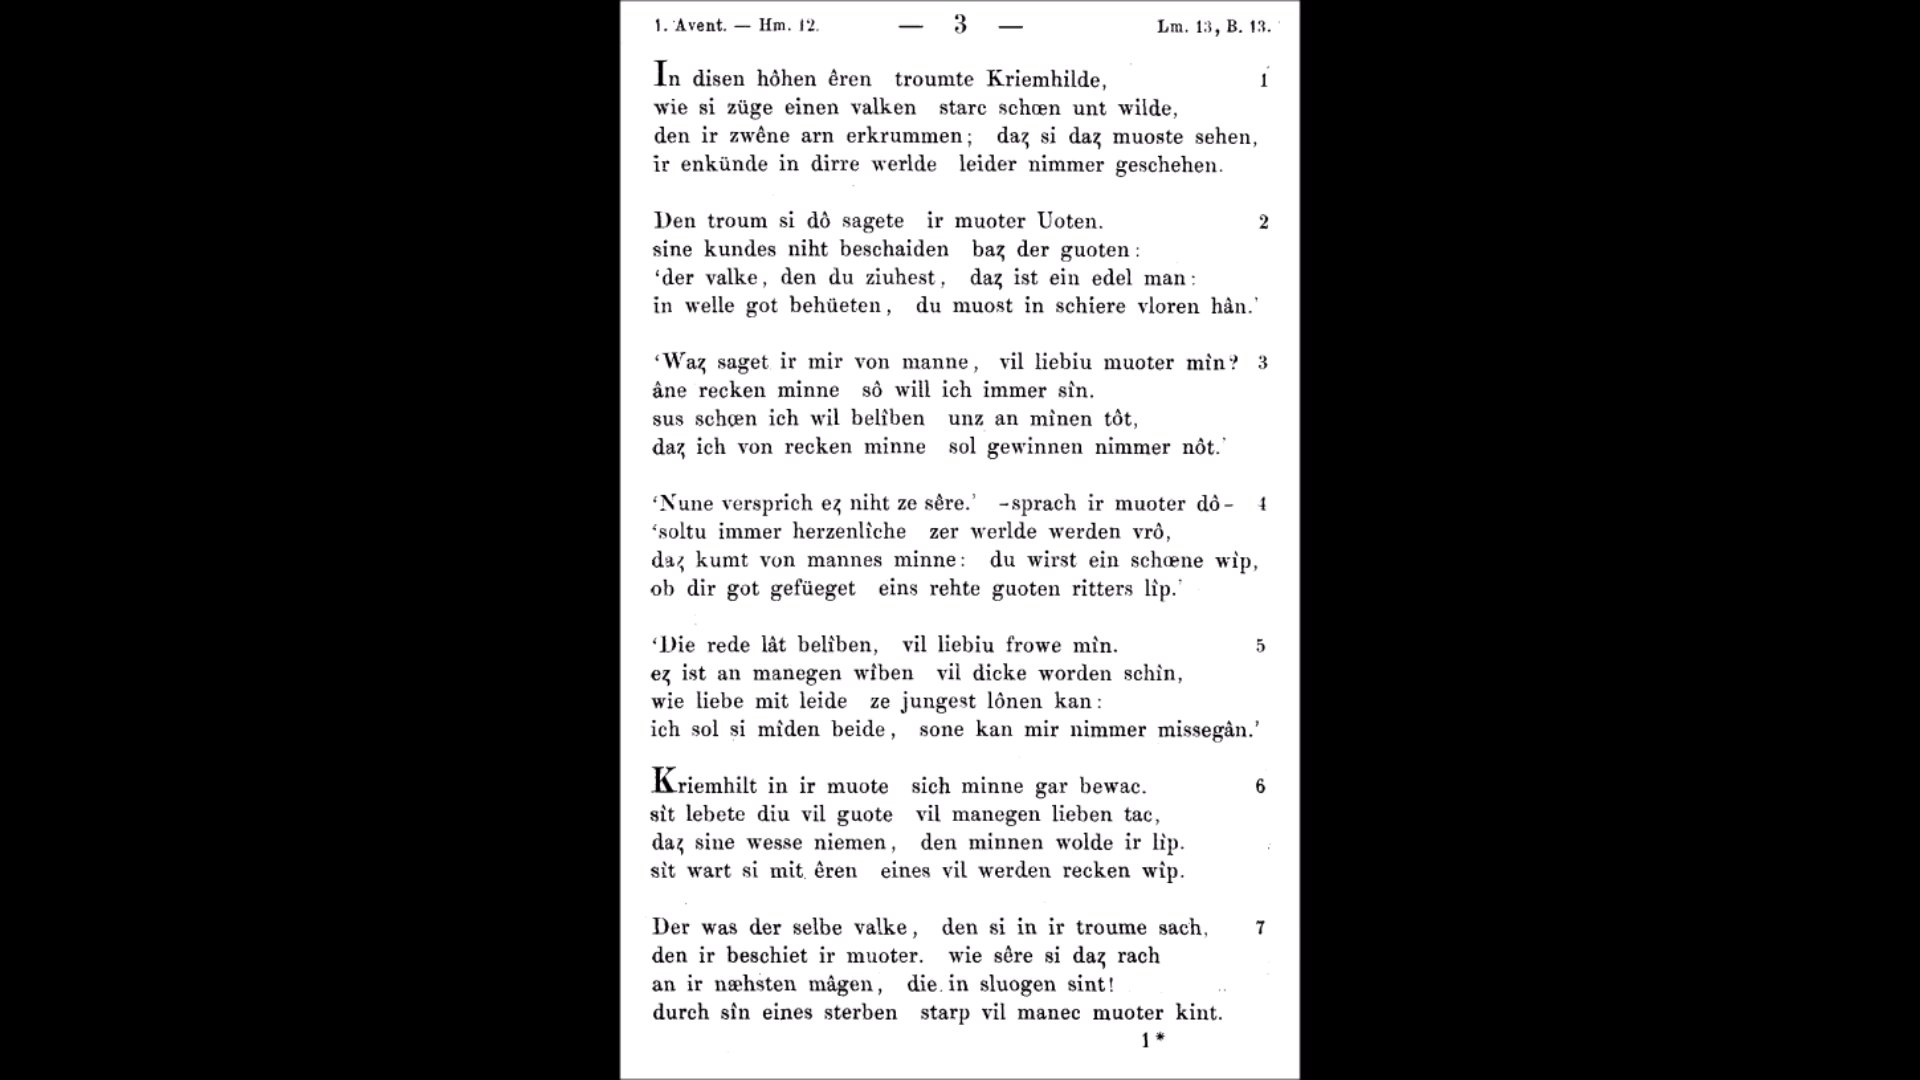 1. Avent. — Hm. 12. — 3 — Lm. 13, B. 13.
In disen hôhen êren troumte Kriemhilde, 1
wie si züge einen valken starc schœn unt wilde,
den ir zwêne arn erkrummen; daʒ si daʒ muoste sehen,
ir enkünde in dirre werlde leider nimmer geschehen.
Den troum si dô sagete ir muoter Uoten. 2
sine kundes niht beschaiden baʒ der guoten:
‘der valke, den du ziuhest, daʒ ist ein edel man:
in welle got behüeten, du muost in schiere vloren hân.’
‘Waʒ saget ir mir von manne, vil liebiu muoter mîn? 3
âne recken minne sô will ich immer sîn.
sus schœn ich wil belîben unz an mînen tôt,
daʒ ich von recken minne sol gewinnen nimmer nôt.’
‘Nune versprich eʒ niht ze sêre.’ -sprach ir muoter dô- 4
‘soltu immer herzenlîche zer werlde werden vrô,
daʒ kumt von mannes minne: du wirst ein schœne wîp,
ob dir got gefüeget eins rehte guoten ritters lîp.’
‘Die rede lât belîben, vil liebiu frowe mîn. 5
eʒ ist an manegen wîben vil dicke worden schîn,
wie liebe mit leide ze jungest lônen kan:
ich sol si mîden beide, sone kan mir nimmer missegân.’
Kriemhilt in ir muote sich minne gar bewac. 6
sît lebete diu vil guote vil manegen lieben tac,
daʒ sine wesse niemen, den minnen wolde ir lîp.
sît wart si mit êren eines vil werden recken wîp.
Der was der selbe valke, den si in ir troume sach, 7
den ir beschiet ir muoter. wie sêre si daʒ rach
an ir næhsten mâgen, die in sluogen sint!
durch sîn eines sterben starp vil manec muoter kint.
1*